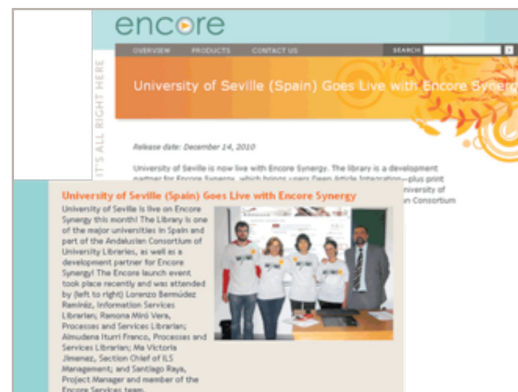 encore
OVERVIEW PRODUCTS CONTACT US SEARCH
IT'S ALL RIGHT HERE
University of Seville (Spain) Goes Live with Encore Synergy
Release date: December 14, 2010
University of Seville is now live with Encore Synergy. The library is a development
partner for Encore Synergy, which brings users Deep Article Integration—plus print
University of
Consortium
University of Seville (Spain) Goes Live with Encore Synergy
University of Seville is live on Encore
Synergy this month! The Library is one
of the major universities in Spain and
part of the Andalusian Consortium of
University Libraries, as well as a
development partner for Encore
Synergy! The Encore launch event
took place recently and was attended
by (left to right) Lorenzo Bermúdez
Ramíráz, Information Services
Librarian; Ramona Miró Vera,
Processes and Services Librarian;
Almudena Iturri Franco, Processes and
Services Librarian; Ma Victoria
Jimenez, Section Chief of ILS
Management; and Santiago Raya,
Project Manager and member of the
Encore Services team.